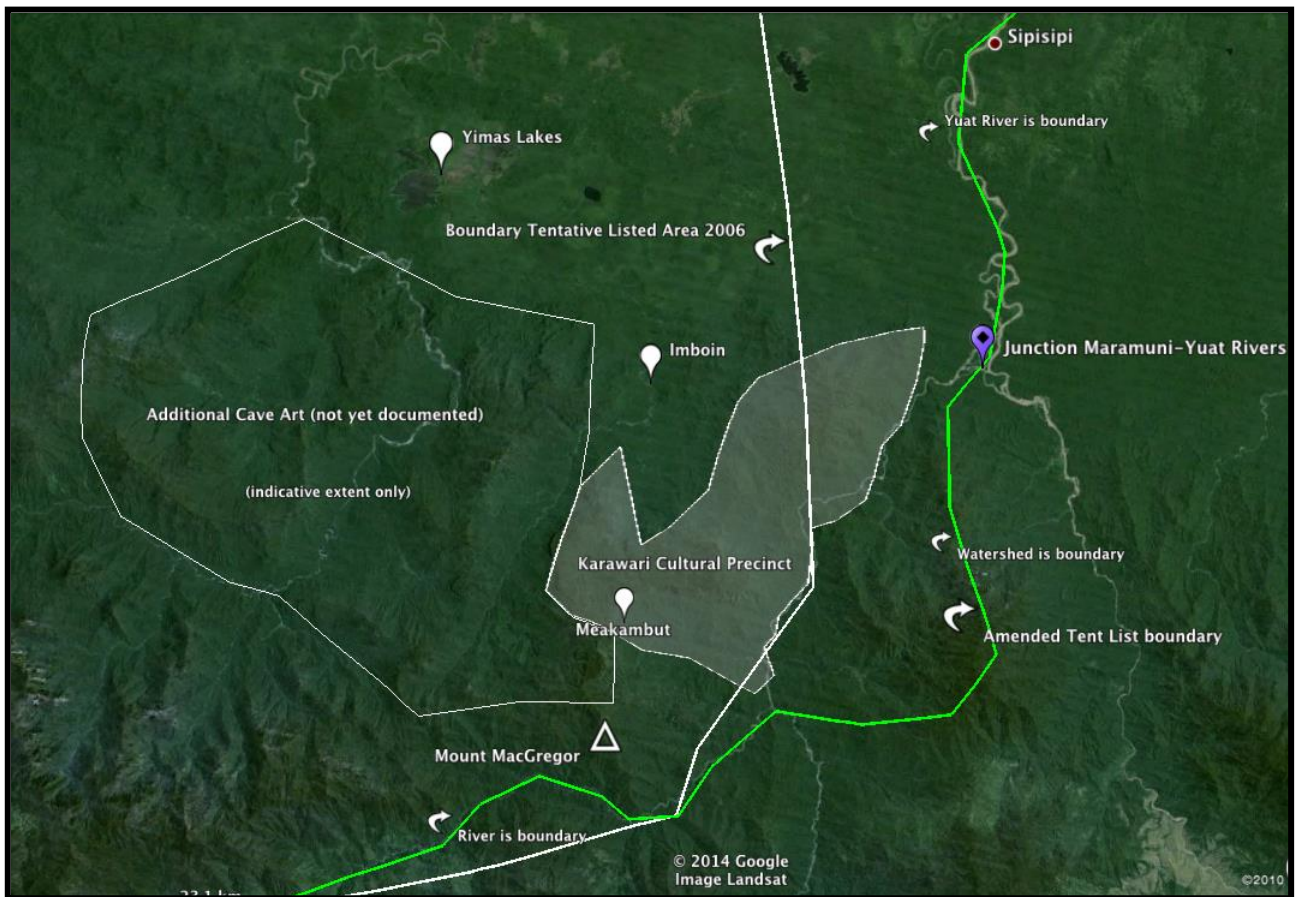 Sipisipi
Yuat River is boundary
Yimas Lakes
Boundary Tentative Listed Area 2006
Junction Maramuni-Yuat Rivers
Imboin
Additional Cave Art (not yet documented)
(indicative extent only)
Watershed is boundary
Karawari Cultural Precinct
Meakambut
Amended Tent List boundary
Mount MacGregor
River is boundary
© 2014 Google
Image Landsat
©2010